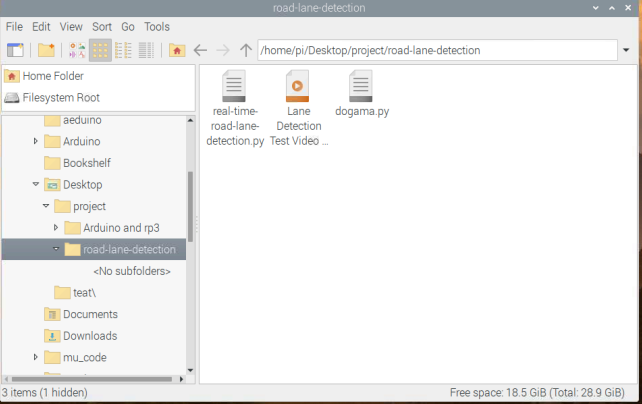 road-lane-detection
File Edit View Sort Go Tools
/home/pi/Desktop/project/road-lane-detection
Home Folder
Filesystem Root
aeduino
Arduino
Bookshelf
Desktop
project
Arduino and rp3
road-lane-detection
<No subfolders>
teat\
Documents
Downloads
mu_code
real-time-
road-lane-
detection.py
Lane
Detection
Test Video ...
dogama.py
3 items (1 hidden)
Free space: 18.5 GiB (Total: 28.9 GiB)